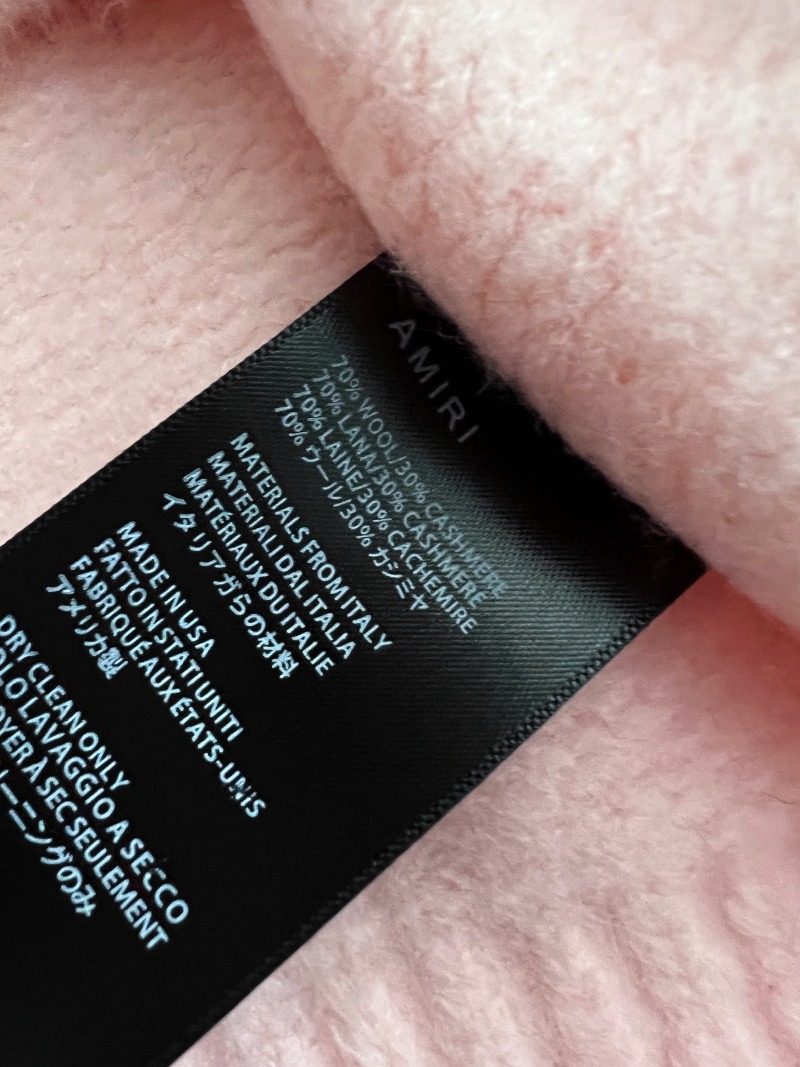 AMIRI
70% WOOL/30% CASHMERE
70% LANA/30% CASHMERE
70% LAINE/30% CACHEMIRE
70% ウール/30% カシミヤ
MATERIALS FROM ITALY
MATERIALI DAL ITALIA
MATÉRIAUX DU ITALIE
イタリアがらの材料
MADE IN USA
FATTO IN STATI UNITI
FABRIQUÉ AUX ÉTATS-UNIS
アメリカ製
DRY CLEAN ONLY
LAVAGGIO A SECCO
À SEC SEULEMENT
ーニングのみ